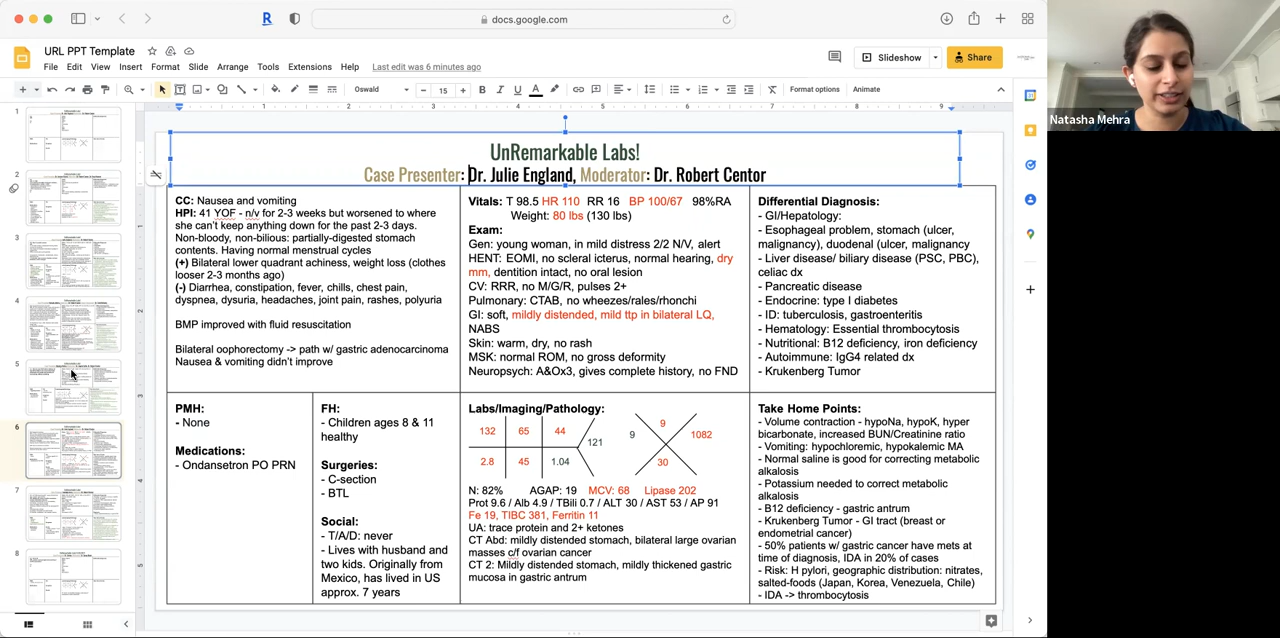 docs.google.com
URL PPT Template
File Edit View Insert Format Slide Arrange Tools Extensions Help Last edit was 6 minutes ago
Slideshow
Share
Oswald
15
Format options
Animate
1
2
3
4
5
6
7
8
UnRemarkable Labs!
Case Presenter: Dr. Julie England, Moderator: Dr. Robert Centor
CC: Nausea and vomiting
HPI: 41 YOF - n/v for 2-3 weeks but worsened to where
she can't keep anything down for the past 2-3 days.
Non-bloody, non-bilious: partially-digested stomach
contents. Having normal menstrual cycles
(+) Bilateral lower quadrant achiness, weight loss (clothes
looser 2-5 months ago)
(-) Diarrhea, constipation, fever, chills, chest pain,
dyspnea, dysuria, headaches, joint pain, rashes, polyuria
BMP improved with fluid resuscitation
Bilateral oophorectomy -> path w/ gastric adenocarcinoma
Nausea & vomiting didn't improve
Vitals: T 98.5 HR 110 RR 16 BP 100/67 98%RA
Weight: 80 lbs (130 lbs)
Exam:
Gen: young woman, in mild distress 2/2 N/V, alert
HEENT: EOMI, no scleral icterus, normal hearing, dry
mm, dentition intact, no oral lesion
CV: RRR, no M/G/R, pulses 2+
Pulmonary: CTAB, no wheezes/rales/rhonchi
GI: soft, mildly distended, mild ttp in bilateral LQ,
NABS
Skin: warm, dry, no rash
MSK: normal ROM, no gross deformity
Neuropsych: A&Ox3, gives complete history, no FND
Differential Diagnosis:
- GI/Hepatology:
- Esophageal problem, stomach (ulcer,
malignancy), duodenal (ulcer, malignancy
- Liver disease/ biliary disease (PSC, PBC),
celiac dx
- Pancreatic disease
- Endocrine: type I diabetes
- ID: tuberculosis, gastroenteritis
- Hematology: Essential thrombocytosis
- Nutritional: B12 deficiency, iron deficiency
- Autoimmune: IgG4 related dx
- Krukenberg Tumor
PMH:
- None
Medications:
- Ondansetron PO PRN
FH:
- Children ages 8 & 11
healthy
Surgeries:
- C-section
- BTL
Social:
- T/A/D: never
- Lives with husband and
two kids. Originally from
Mexico, has lived in US
approx. 7 years
Labs/Imaging/Pathology:
132 65 44 121 9 9 1082
2.8 45 1.04 30
N: 82% AGAP: 19 MCV: 68 Lipase 202
Prot 9.6/Alb 4.9 / TBili 0.7 / ALT 30 / AST 53 / AP 91
Fe 19, TIBC 381, Ferritin 11
UA: trace protein and 2+ ketones
CT Abd: mildly distended stomach, bilateral large ovarian
masses c/f ovarian cancer
CT 2: Mildly distended stomach, mildly thickened gastric
mucosa in gastric antrum
Take Home Points:
- Volume contraction - hypoNa, hypoK, hyper
bicarbonate, increased BUN/Creatinine ratio
- Vomiting: hypochloremic, hypokalemic MA
- Normal saline is good for correcting metabolic
alkalosis
- Potassium needed to correct metabolic
alkalosis
- B12 deficiency - gastric antrum
- Krukenberg Tumor - GI tract (breast or
endometrial cancer)
- 50% patients w/ gastric cancer have mets at
time of diagnosis, IDA in 20% of cases
- Risk: H pylori, geographic distribution: nitrates,
salted-foods (Japan, Korea, Venezuela, Chile)
- IDA -> thrombocytosis
Natasha Mehra